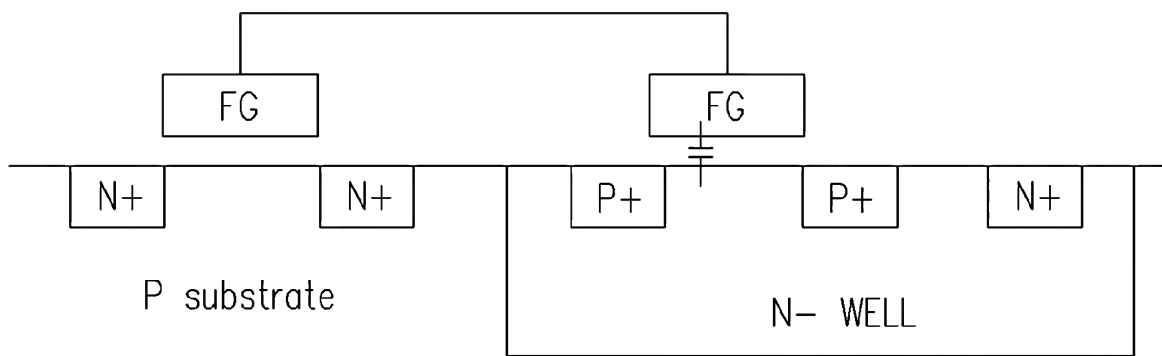 FG
FG
N+
N+
P+
P+
N+
P substrate
N- WELL